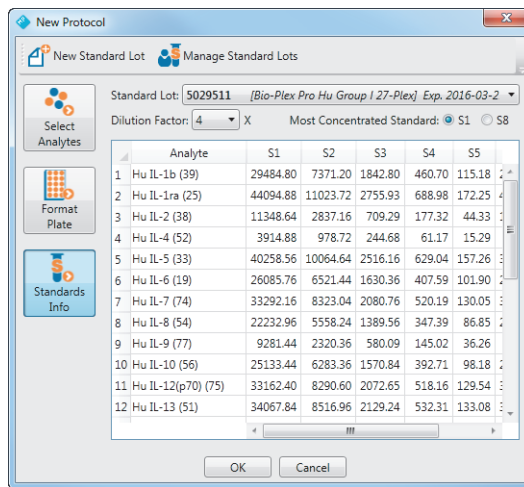 New Protocol
New Standard Lot Manage Standard Lots
Standard Lot: 5029511 [Bio-Plex Pro Hu Group I 27-Plex] Exp. 2016-03-2
Dilution Factor: 4 X Most Concentrated Standard: S1 S8
Select
Analytes
Format
Plate
Standards
Info
Analyte S1 S2 S3 S4 S5
1 Hu IL-1b (39) 29484.80 7371.20 1842.80 460.70 115.18
2 Hu IL-1ra (25) 44094.88 11023.72 2755.93 688.98 172.25
3 Hu IL-2 (38) 11348.64 2837.16 709.29 177.32 44.33
4 Hu IL-4 (52) 3914.88 978.72 244.68 61.17 15.29
5 Hu IL-5 (33) 40258.56 10064.64 2516.16 629.04 157.26
6 Hu IL-6 (19) 26085.76 6521.44 1630.36 407.59 101.90
7 Hu IL-7 (74) 33292.16 8323.04 2080.76 520.19 130.05
8 Hu IL-8 (54) 22232.96 5558.24 1389.56 347.39 86.85
9 Hu IL-9 (77) 9281.44 2320.36 580.09 145.02 36.26
10 Hu IL-10 (56) 25133.44 6283.36 1570.84 392.71 98.18
11 Hu IL-12(p70) (75) 33162.40 8290.60 2072.65 518.16 129.54
12 Hu IL-13 (51) 34067.84 8516.96 2129.24 532.31 133.08
OK Cancel